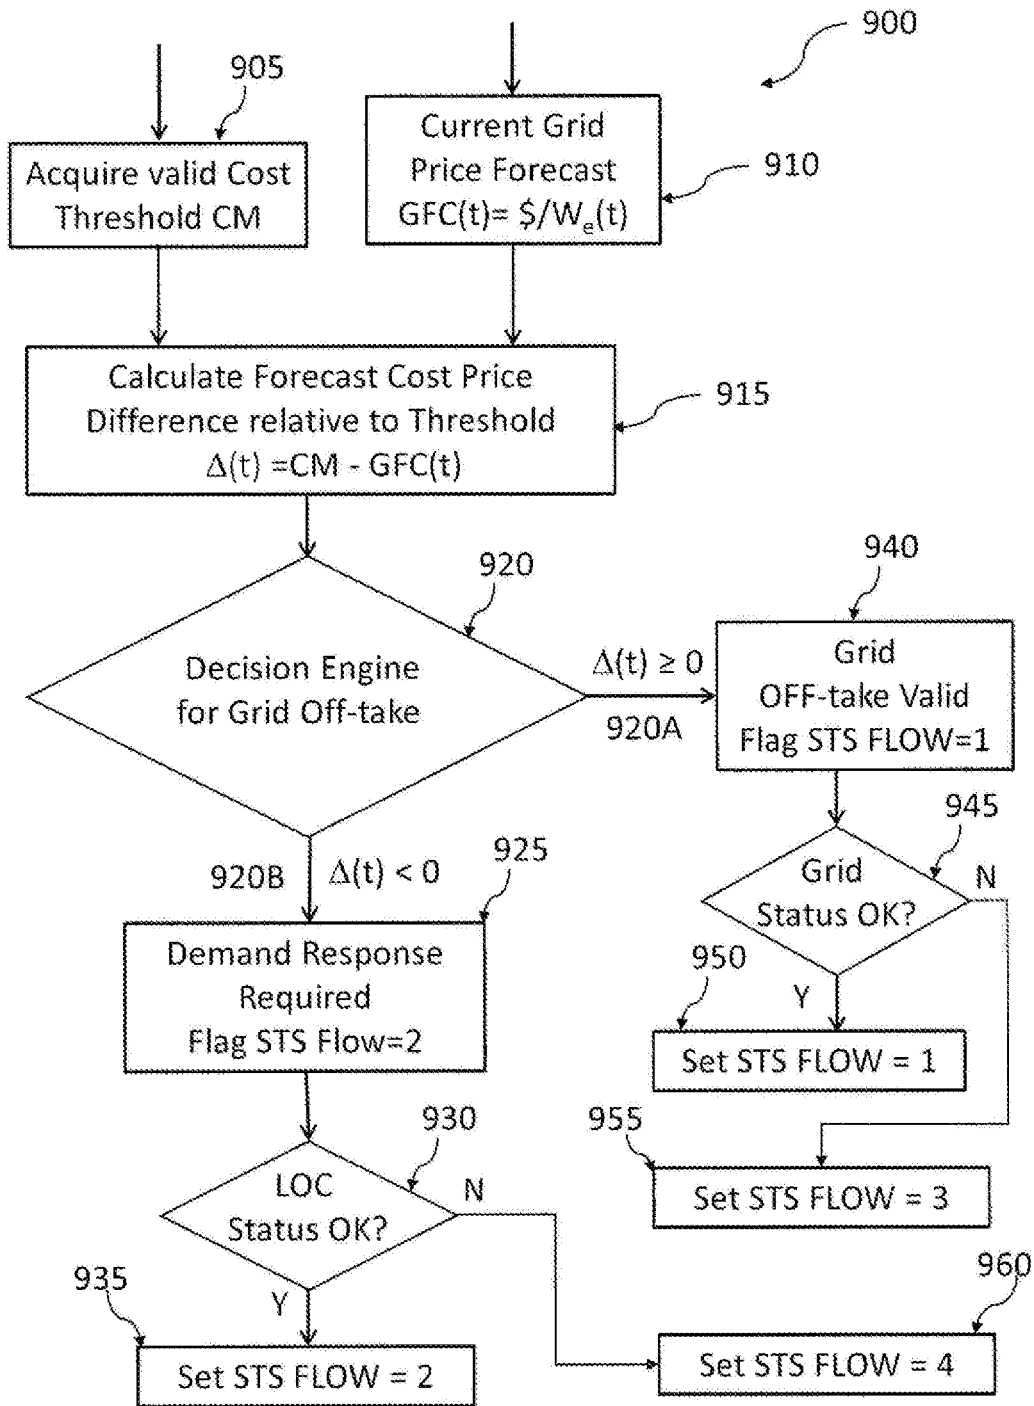 900
905
Acquire valid Cost
Threshold CM
Current Grid
Price Forecast
GFC(t)= $/We(t)
910
Calculate Forecast Cost Price
Difference relative to Threshold
Δ(t) =CM - GFC(t)
915
920
Decision Engine
for Grid Off-take
Δ(t) ≥ 0
920A
940
Grid
OFF-take Valid
Flag STS FLOW=1
920B
Δ(t) < 0
925
Demand Response
Required
Flag STS Flow=2
945
Grid
Status OK?
N
Y
950
Set STS FLOW = 1
955
Set STS FLOW = 3
930
LOC
Status OK?
N
Y
935
Set STS FLOW = 2
960
Set STS FLOW = 4